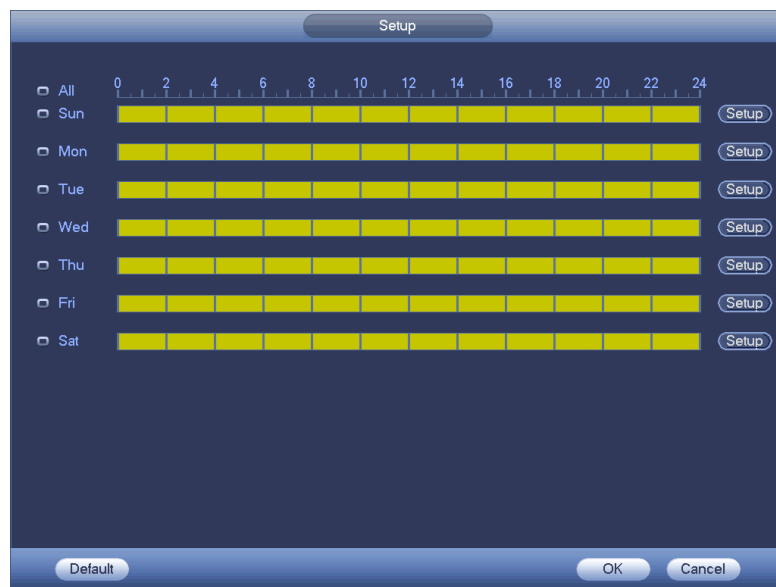 Setup
All 0 2 4 6 8 10 12 14 16 18 20 22 24
Sun Setup
Mon Setup
Tue Setup
Wed Setup
Thu Setup
Fri Setup
Sat Setup
Default OK Cancel